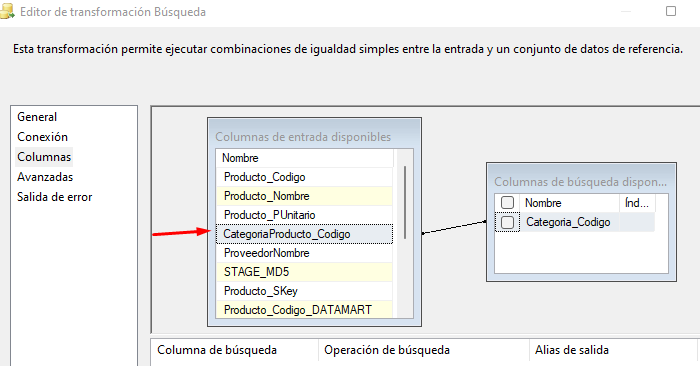 Editor de transformación Búsqueda
Esta transformación permite ejecutar combinaciones de igualdad simples entre la entrada y un conjunto de datos de referencia.
General
Conexión
Columnas
Avanzadas
Salida de error
Columnas de entrada disponibles
Nombre
Producto_Codigo
Producto_Nombre
Producto_PUnitario
CategoriaProducto_Codigo
ProveedorNombre
STAGE_MD5
Producto_SKey
Producto_Codigo_DATAMART
Columnas de búsqueda dispon...
Nombre Índ...
Categoria_Codigo
Columna de búsqueda Operación de búsqueda Alias de salida